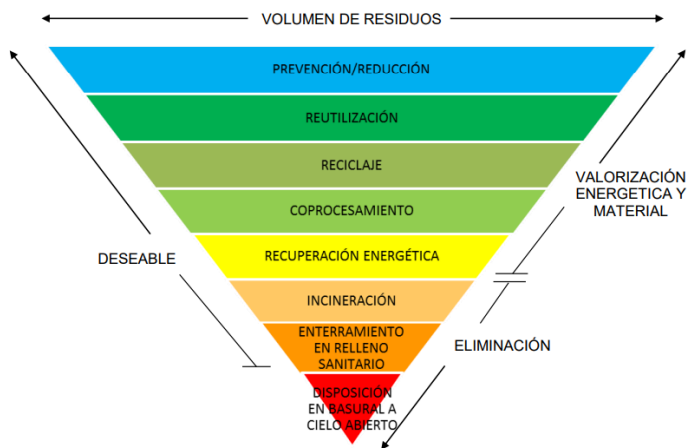 VOLUMEN DE RESIDUOS
PREVENCIÓN/REDUCCIÓN
REUTILIZACIÓN
RECICLAJE
COPROCESAMIENTO
VALORIZACIÓN
ENERGETICA Y
MATERIAL
DESEABLE
RECUPERACIÓN ENERGÉTICA
INCINERACIÓN
ENTERRAMIENTO
EN RELLENO
SANITARIO
ELIMINACIÓN
DISPOSICIÓN
EN BASURAL A
CIELO ABIERTO